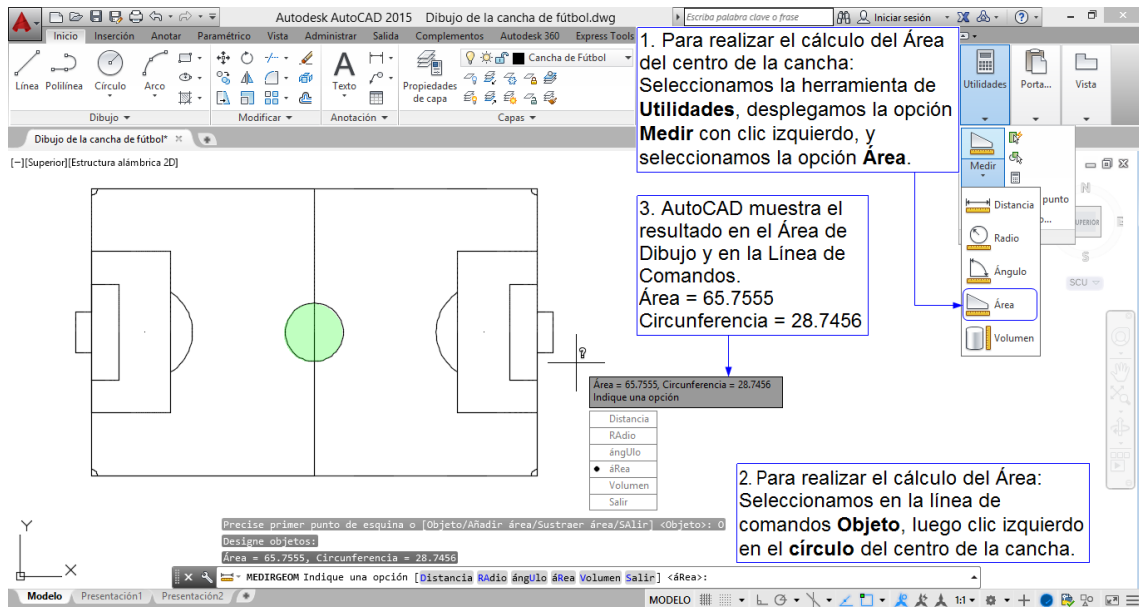 Autodesk AutoCAD 2015 Dibujo de la cancha de fútbol.dwg
Escriba palabra clave o frase
Iniciar sesión
Inicio Inserción Anotar Paramétrico Vista Administrar Salida Complementos Autodesk 360 Express Tools
Línea Polilínea Círculo Arco
Texto
Propiedades
de capa
Cancha de Fútbol
Utilidades Porta... Vista
Dibujo Modificar Anotación Capas
Dibujo de la cancha de fútbol*
[−][Superior][Estructura alámbrica 2D]
1. Para realizar el cálculo del Área
del centro de la cancha:
Seleccionamos la herramienta de
Utilidades, desplegamos la opción
Medir con clic izquierdo, y
seleccionamos la opción Área.
Medir
punto
Distancia
Radio
Ángulo
Área
Volumen
N
S
SCU
3. AutoCAD muestra el
resultado en el Área de
Dibujo y en la Línea de
Comandos.
Área = 65.7555
Circunferencia = 28.7456
Área = 65.7555, Circunferencia = 28.7456
Indique una opción
Distancia
RAdio
ángUlo
áRea
Volumen
Salir
2. Para realizar el cálculo del Área:
Seleccionamos en la línea de
comandos Objeto, luego clic izquierdo
en el círculo del centro de la cancha.
Y
X
Precise primer punto de esquina o [Objeto/Añadir área/Sustraer área/SAlir] <Objeto>: O
Designe objetos:
Área = 65.7555, Circunferencia = 28.7456
MEDIRGEOM Indique una opción [Distancia RAdio ángUlo áRea Volumen Salir] <áRea>:
Modelo Presentación1 Presentación2
MODELO 1:1